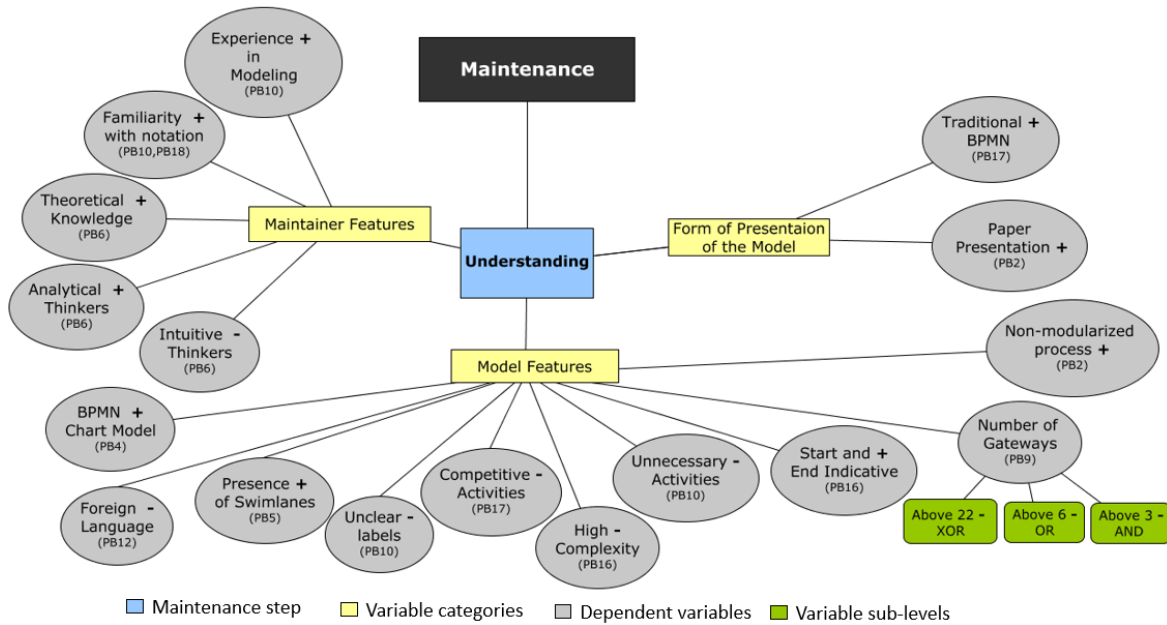 Maintenance
Experience +
in
Modeling
(PB10)
Familiarity +
with notation
(PB10,PB18)
Theoretical +
Knowledge
(PB6)
Analytical +
Thinkers
(PB6)
Intuitive -
Thinkers
(PB6)
Maintainer Features
Understanding
Form of Presentaion
of the Model
Traditional +
BPMN
(PB17)
Paper
Presentation +
(PB2)
Model Features
Non-modularized
process +
(PB2)
BPMN +
Chart Model
(PB4)
Foreign -
Language
(PB12)
Presence +
of Swimlanes
(PB5)
Unclear -
labels
(PB10)
Competitive -
Activities
(PB17)
High -
Complexity
(PB16)
Unnecessary -
Activities
(PB10)
Start and +
End Indicative
(PB16)
Number of
Gateways
(PB9)
Above 22 -
XOR
Above 6 -
OR
Above 3 -
AND
Maintenance step
Variable categories
Dependent variables
Variable sub-levels